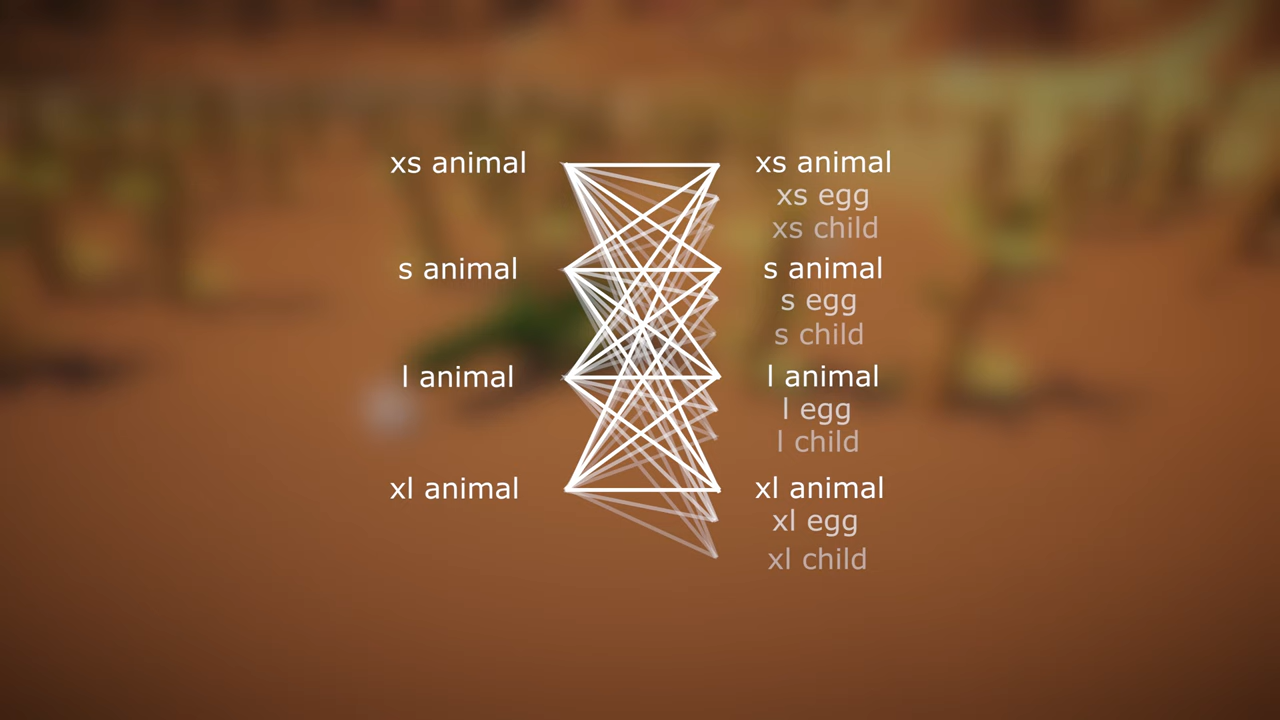 xs animal
s animal
l animal
xl animal
xs animal
xs egg
xs child
s animal
s egg
s child
l animal
l egg
l child
xl animal
xl egg
xl child